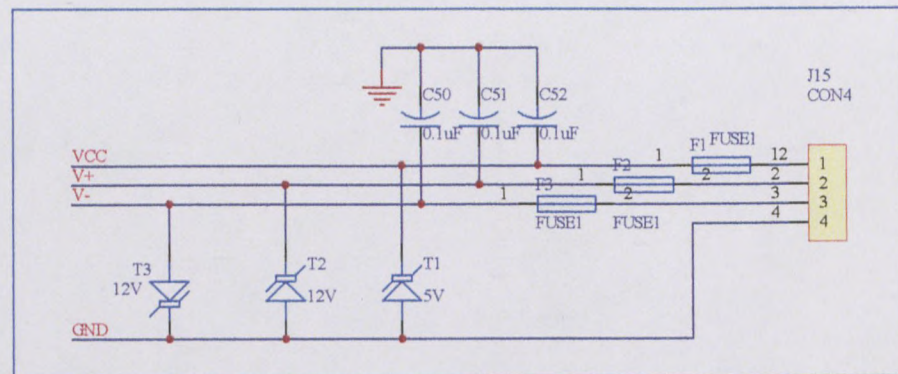 J15
CON4
C50
C51
C52
0.1uF
0.1uF
0.1uF
VCC
V+
V-
F1
FUSE1
1
12
1
1
F2
2
2
2
F3
1
2
3
3
4
4
FUSE1
FUSE1
T3
12V
T2
12V
T1
5V
GND